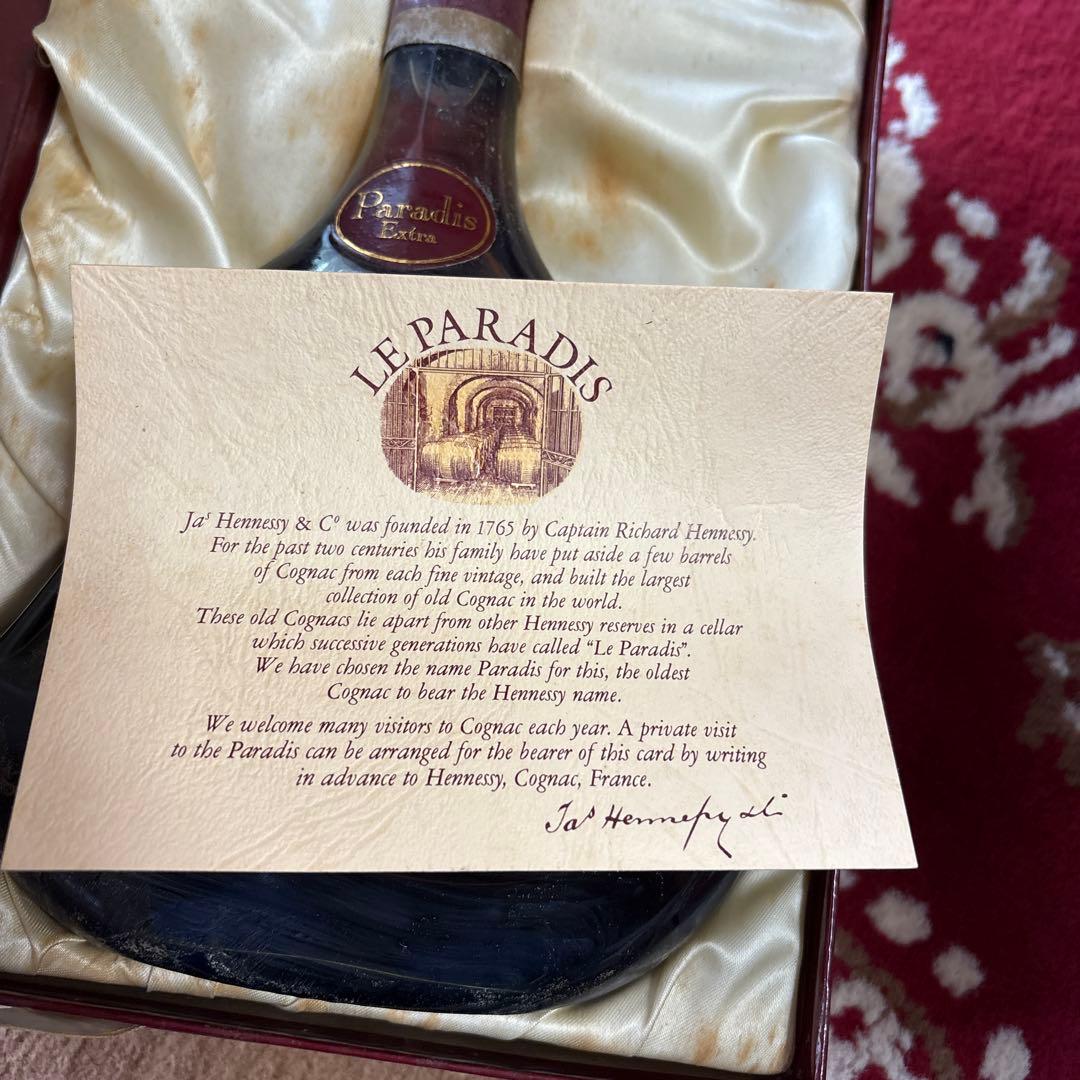 Paradis
Extra
LE PARADIS
Jaˢ Hennessy & Cº was founded in 1765 by Captain Richard Hennessy.
For the past two centuries his family have put aside a few barrels
of Cognac from each fine vintage, and built the largest
collection of old Cognac in the world.
These old Cognacs lie apart from other Hennessy reserves in a cellar
which successive generations have called “Le Paradis”.
We have chosen the name Paradis for this, the oldest
Cognac to bear the Hennessy name.
We welcome many visitors to Cognac each year. A private visit
to the Paradis can be arranged for the bearer of this card by writing
in advance to Hennessy, Cognac, France.
Jaˢ Hennessy & Cº